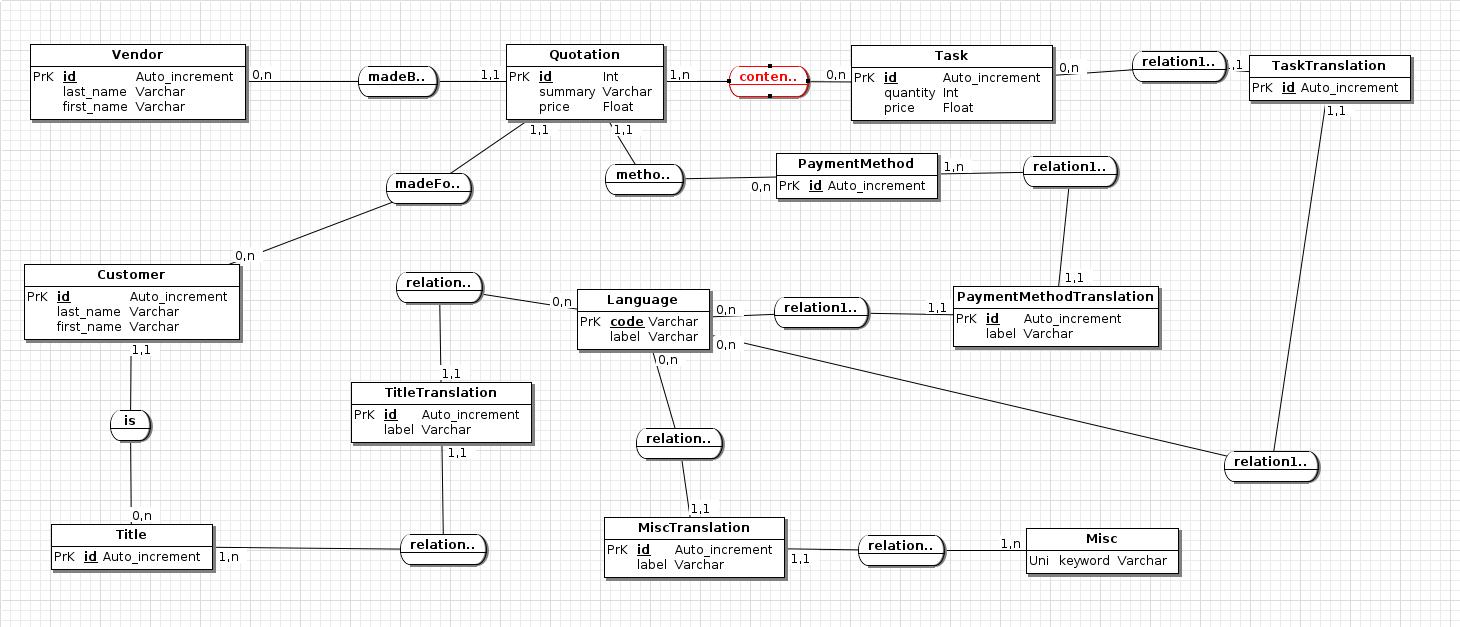 Vendor
PrK id Auto_increment
last_name Varchar
first_name Varchar
0,n
madeB..
1,1
Quotation
PrK id Int
summary Varchar
price Float
1,n
conten..
0,n
Task
PrK id Auto_increment
quantity Int
price Float
0,n
relation1..
,1
TaskTranslation
PrK id Auto_increment
1,1
1,1
1,1
madeFo..
metho..
0,n
PaymentMethod
PrK id Auto_increment
1,n
relation1..
0,n
Customer
PrK id Auto_increment
last_name Varchar
first_name Varchar
1,1
relation..
0,n
Language
PrK code Varchar
label Varchar
0,n
0,n
0,n
relation1..
1,1
1,1
PaymentMethodTranslation
PrK id Auto_increment
label Varchar
1,1
TitleTranslation
PrK id Auto_increment
label Varchar
1,1
is
relation..
relation1..
0,n
Title
PrK id Auto_increment
1,n
relation..
1,1
MiscTranslation
PrK id Auto_increment
label Varchar
1,1
relation..
1,n
Misc
Uni keyword Varchar